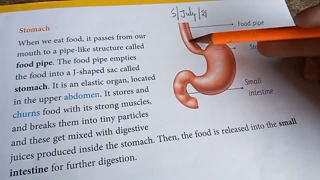 5/July/21
Stomach
Food pipe
When we eat food, it passes from our
mouth to a pipe-like structure called
food pipe. The food pipe empties
the food into a J-shaped sac called
stomach. It is an elastic organ, located
in the upper abdomen. It stores and
churns food with its strong muscles,
and breaks them into tiny particles
and these get mixed with digestive
Small
intestine
juices produced inside the stomach. Then, the food is released into the small
intestine for further digestion.